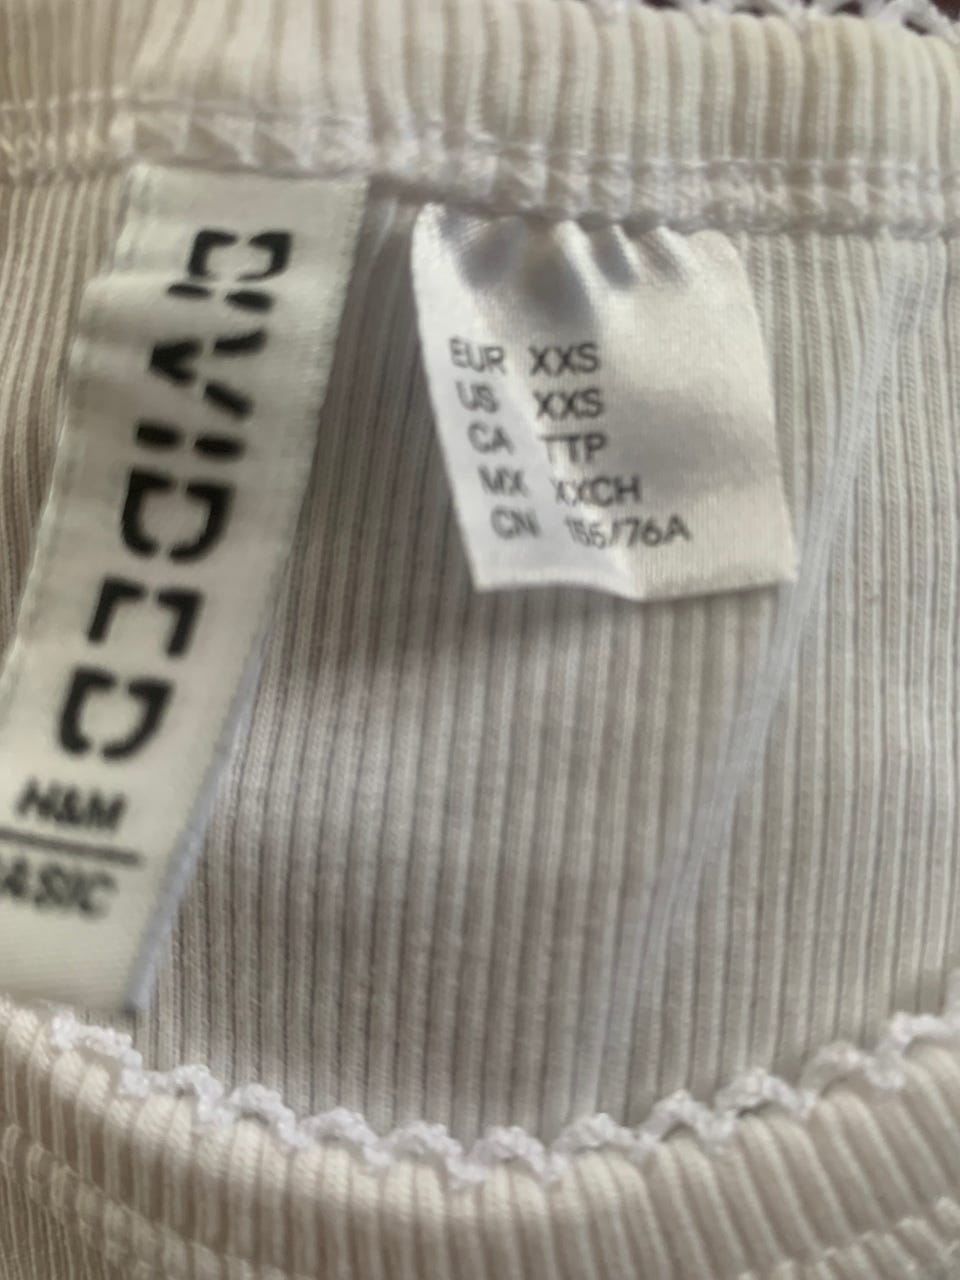 DIVIDED
H&M
BASIC
EUR XXS
US XXS
CA TTP
MX XXCH
CN 155/76A